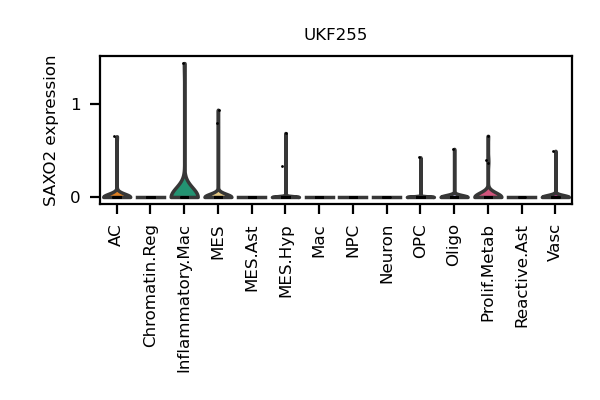 UKF255
SAXO2 expression
1
0
AC
Chromatin.Reg
Inflammatory.Mac
MES
MES.Ast
MES.Hyp
Mac
NPC
Neuron
OPC
Oligo
Prolif.Metab
Reactive.Ast
Vasc